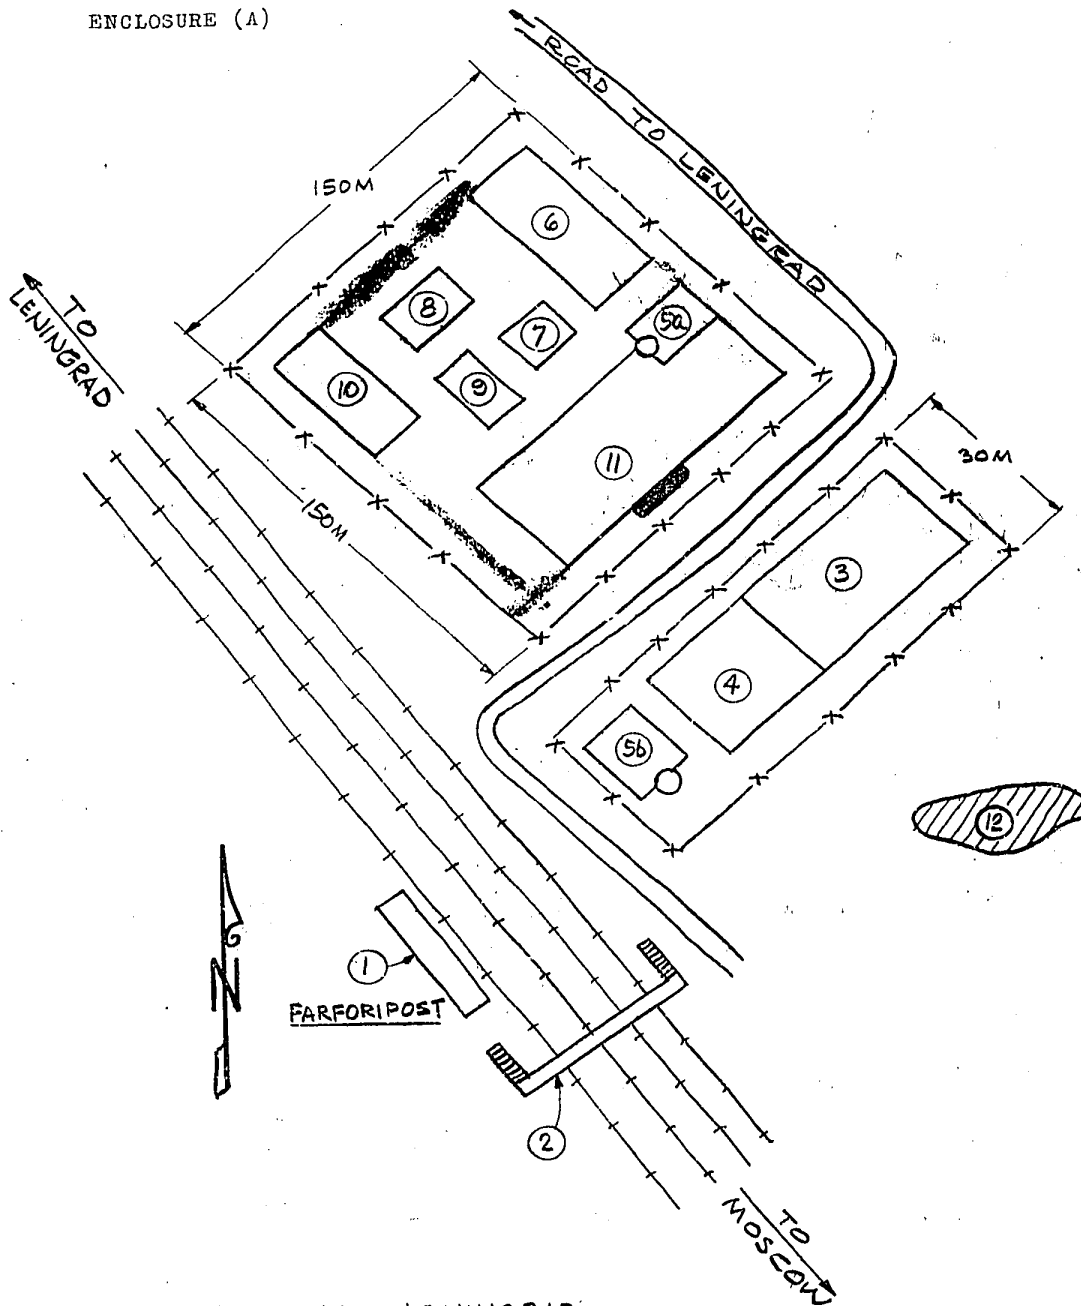 ENCLOSURE (A)
ROAD TO LENINGRAD
150M
6
TO
LENINGRAD
8
7
5a
9
10
30M
11
150M
3
4
5b
12
1
N
FARFORIPOST
2
TO
MOSCOW